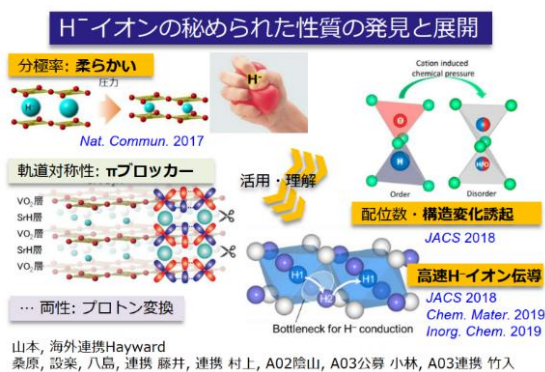 H⁻イオンの秘められた性質の発見と展開
分極率: 柔らかい
圧力
H⁻
H⁻
Nat. Commun. 2017
Cation induced
chemical pressure
O
H
H/O
Order
Disorder
軌道対称性: πブロッカー
VO₂層
SrH層
VO₂層
SrH層
VO₂層
活用・理解
配位数・構造変化誘起
JACS 2018
H1
H1
H2
Bottleneck for H⁻ conduction
高速H⁻イオン伝導
JACS 2018
Chem. Mater. 2019
Inorg. Chem. 2019
… 両性: プロトン変換
山本, 海外連携Hayward
桑原, 設楽, 八島, 連携 藤井, 連携 村上, A02陰山, A03公募 小林, A03連携 竹入